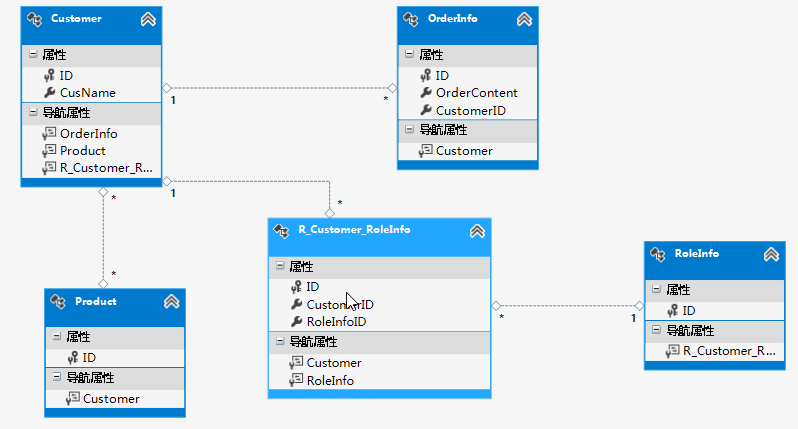 Customer
属性
ID
CusName
导航属性
OrderInfo
Product
R_Customer_R...
OrderInfo
属性
ID
OrderContent
CustomerID
导航属性
Customer
1
*
1
*
*
*
R_Customer_RoleInfo
属性
ID
CustomerID
RoleInfoID
导航属性
Customer
RoleInfo
*
1
RoleInfo
属性
ID
导航属性
R_Customer_R...
Product
属性
ID
导航属性
Customer